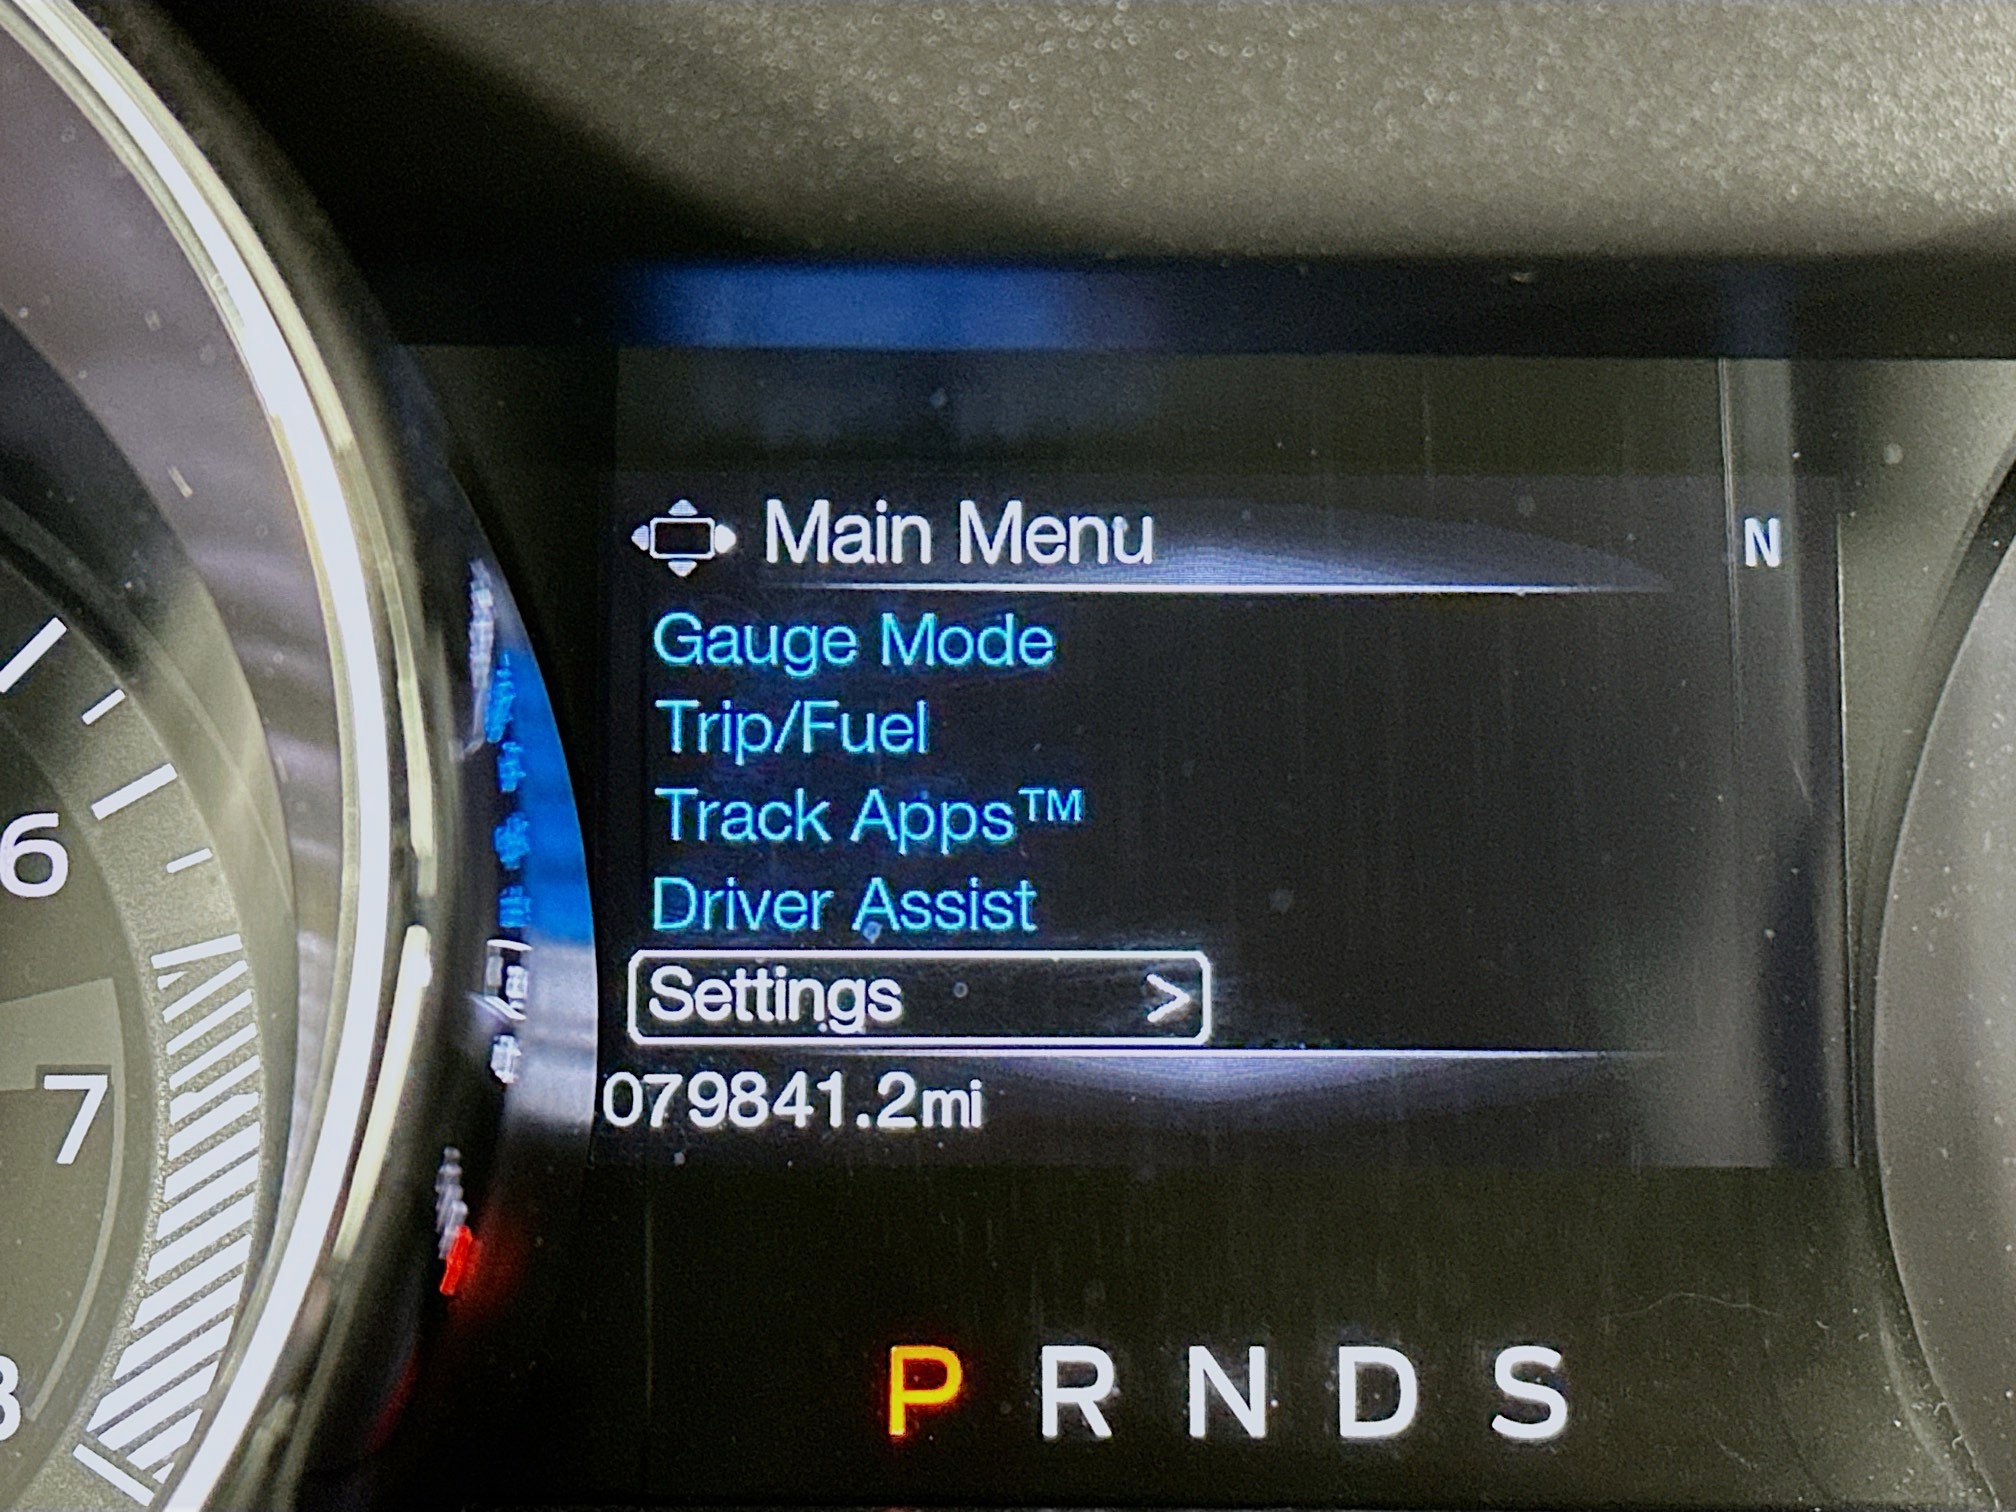 Main Menu
N
Gauge Mode
Trip/Fuel
Track Apps™
Driver Assist
Settings >
079841.2mi
P R N D S
6
7